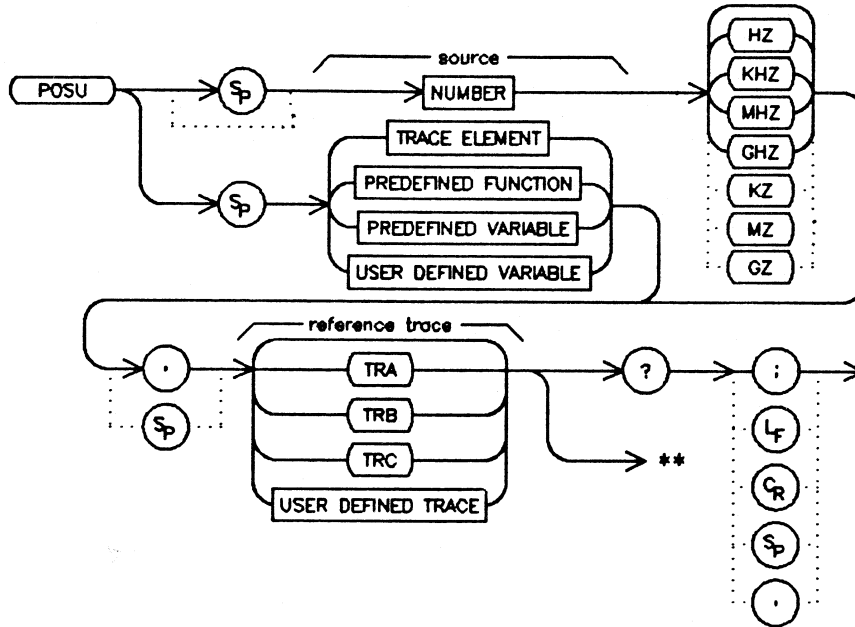 source
POSU
Sp
NUMBER
HZ
KHZ
MHZ
GHZ
KZ
MZ
GZ
Sp
TRACE ELEMENT
PREDEFINED FUNCTION
PREDEFINED VARIABLE
USER DEFINED VARIABLE
reference trace
,
Sp
TRA
TRB
TRC
USER DEFINED TRACE
?
**
;
LF
CR
Sp
,